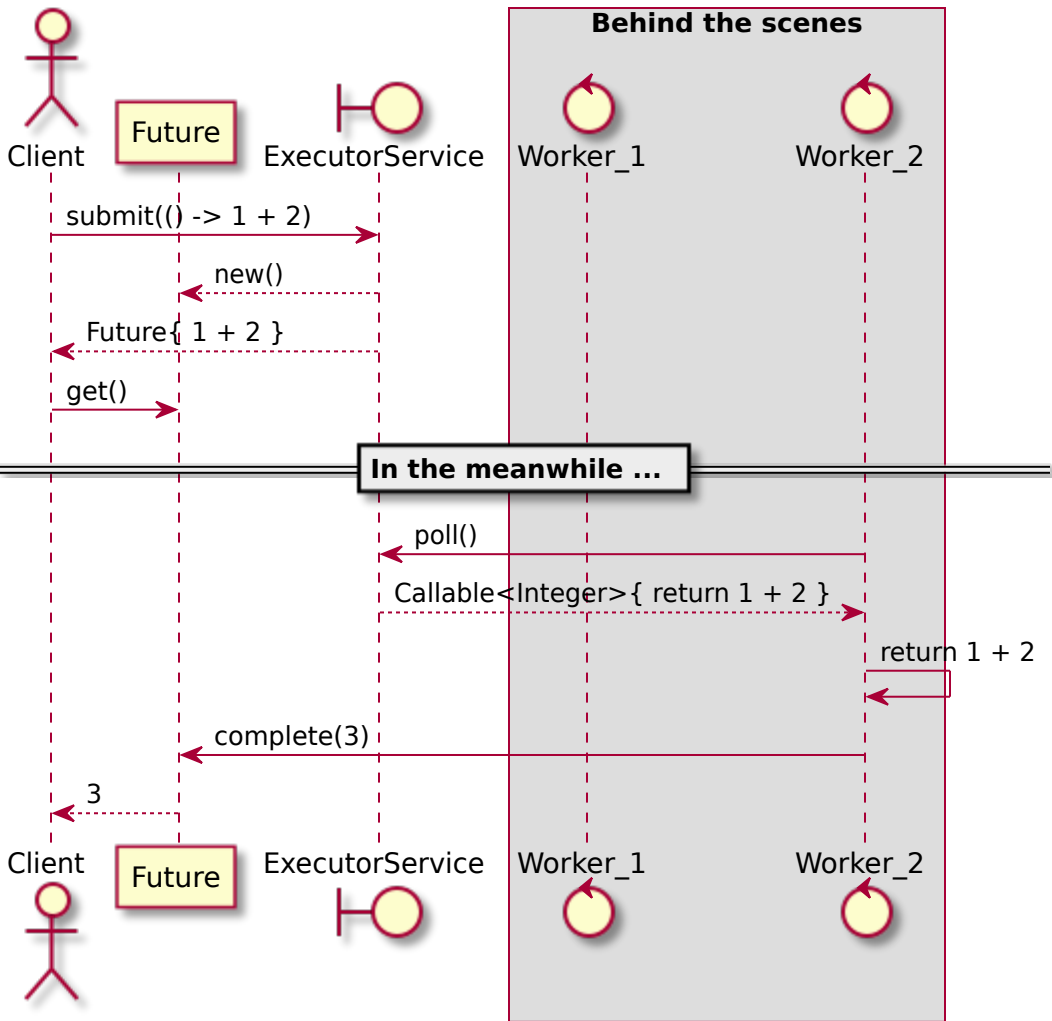 Behind the scenes
Client
Future
ExecutorService
Worker_1
Worker_2
submit(() -> 1 + 2)
new()
Future{ 1 + 2 }
get()
In the meanwhile ...
poll()
Callable<Integer>{ return 1 + 2 }
return 1 + 2
complete(3)
3
Client
Future
ExecutorService
Worker_1
Worker_2